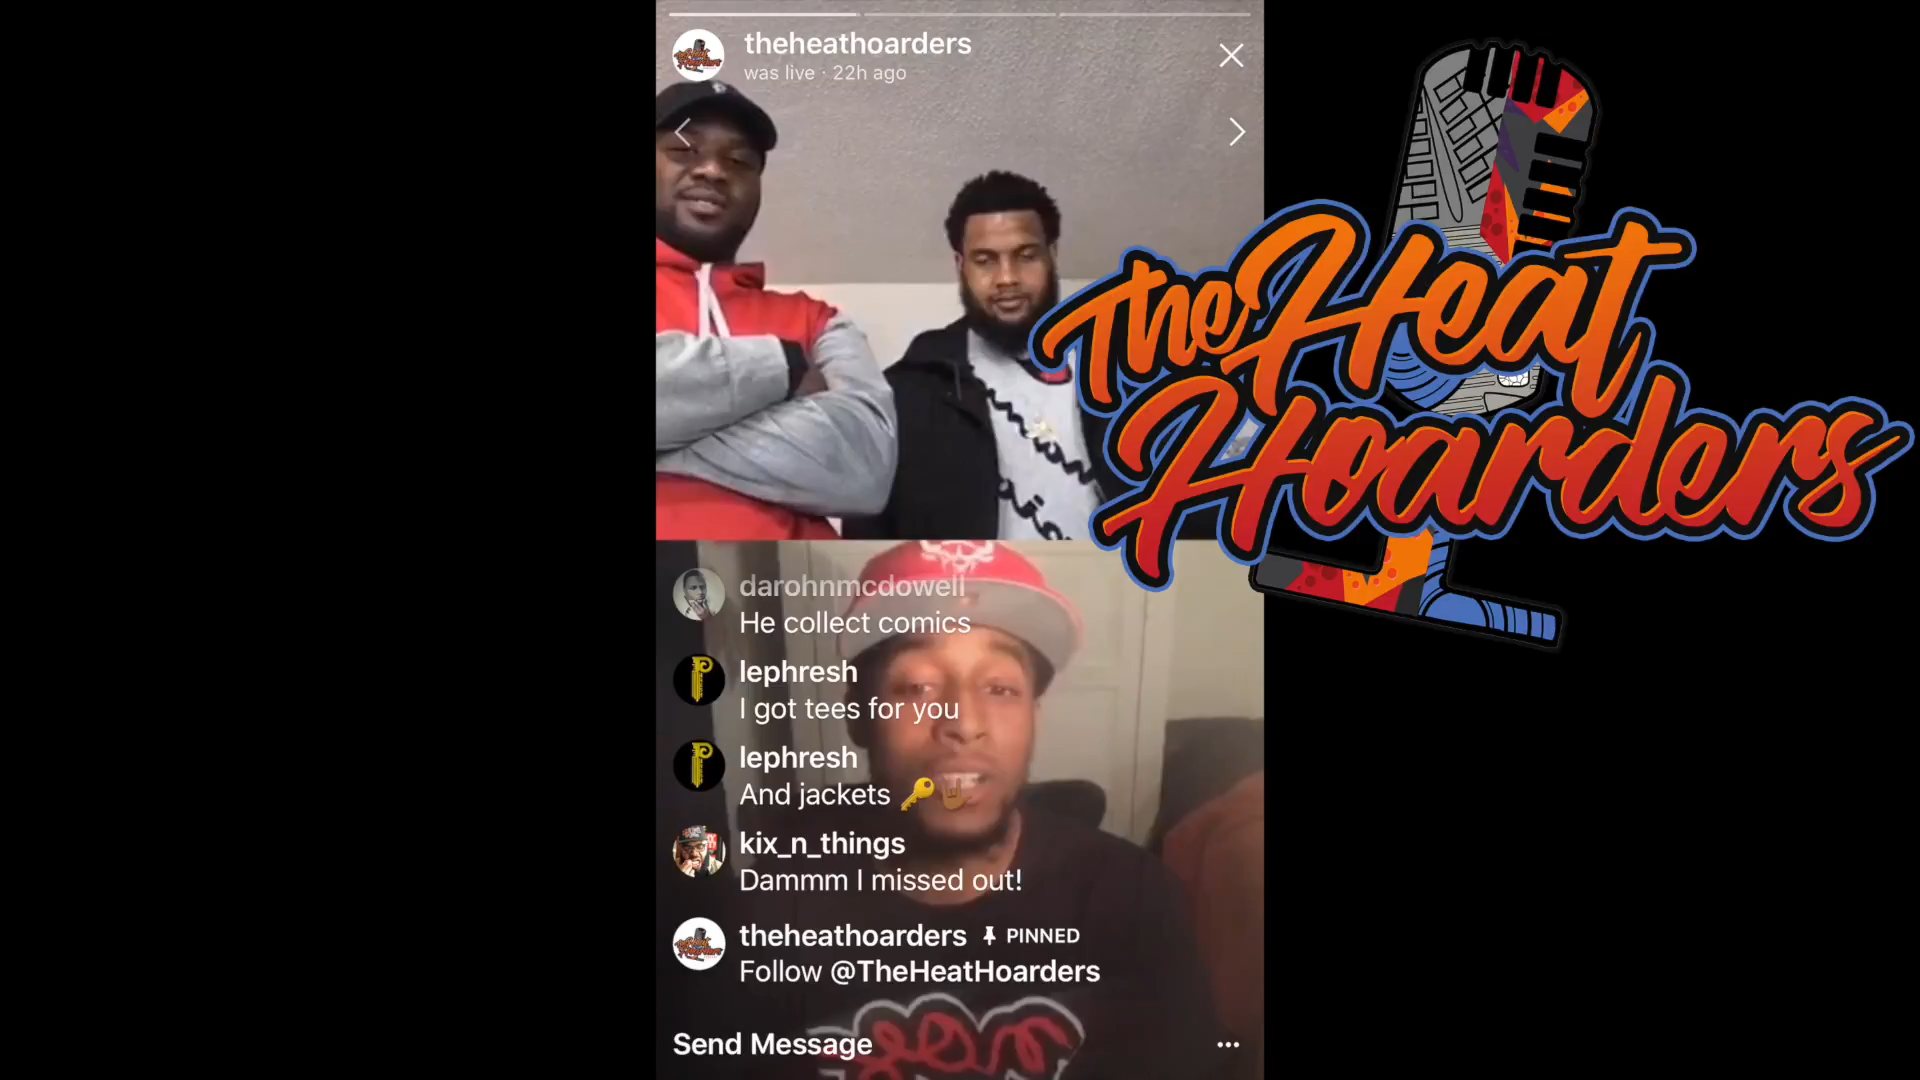 theheathoarders
was live · 22h ago
The Heat
Hoarders
darohnmcdowell
He collect comics
lephresh
I got tees for you
lephresh
And jackets 🔑🤘🏾
kix_n_things
Dammm I missed out!
theheathoarders PINNED
Follow @TheHeatHoarders
Send Message